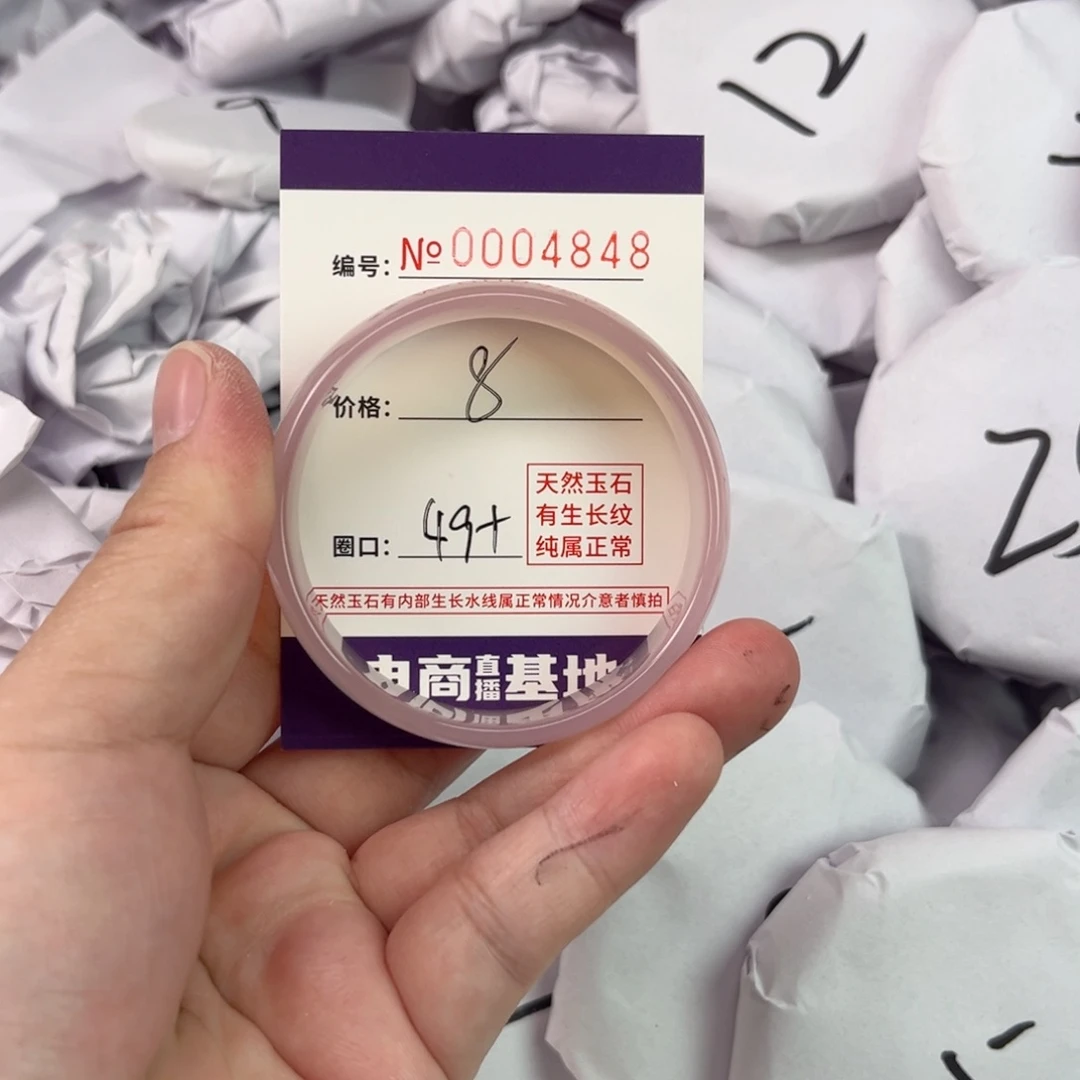 12
编号: №0004848
价格: 8
天然玉石
有生长纹
纯属正常
圈口: 49+
天然玉石有内部生长水线属正常情况介意者慎拍
电商直播基地